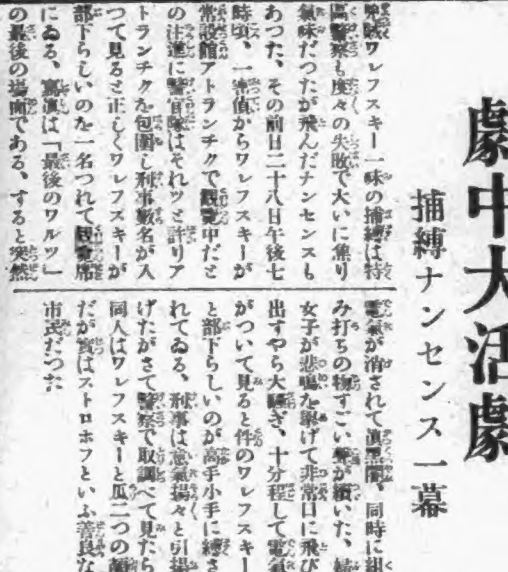 劇中大活劇
捕縛ナンセンス一幕
ワレフスキー一味の捕縛は特
高警察も度々の失敗で大いに焦り
氣味だつたが飛んだナンセンスも
あつた、その前日二十八日午後七
時頃、一密偵からワレフスキーが
常設館アトランチクで観覽中だと
の注進に警官隊はそれツと許りア
トランチクを包圍し刑事數名が入
つて見ると正しくワレフスキーが
部下らしいのを一名つれて観覽席
にゐる、寫眞は「最後のワルツ」
の最後の場面である、すると突然
電氣が消されて眞黑闇、同時に組
み打ちの物すごい響が續いた、婦
女子が悲鳴を擧げて非常口に飛び
出すやら大騷ぎ、十分程して電氣
がついて見ると件のワレフスキー
と部下らしいのが高手小手に縛さ
れてゐる、刑事は意氣揚々と引揚
げたがさて警察で取調べて見たら
同人はワレフスキーと瓜二つの顔
だが實はストロホフといふ善良な
市民だつた